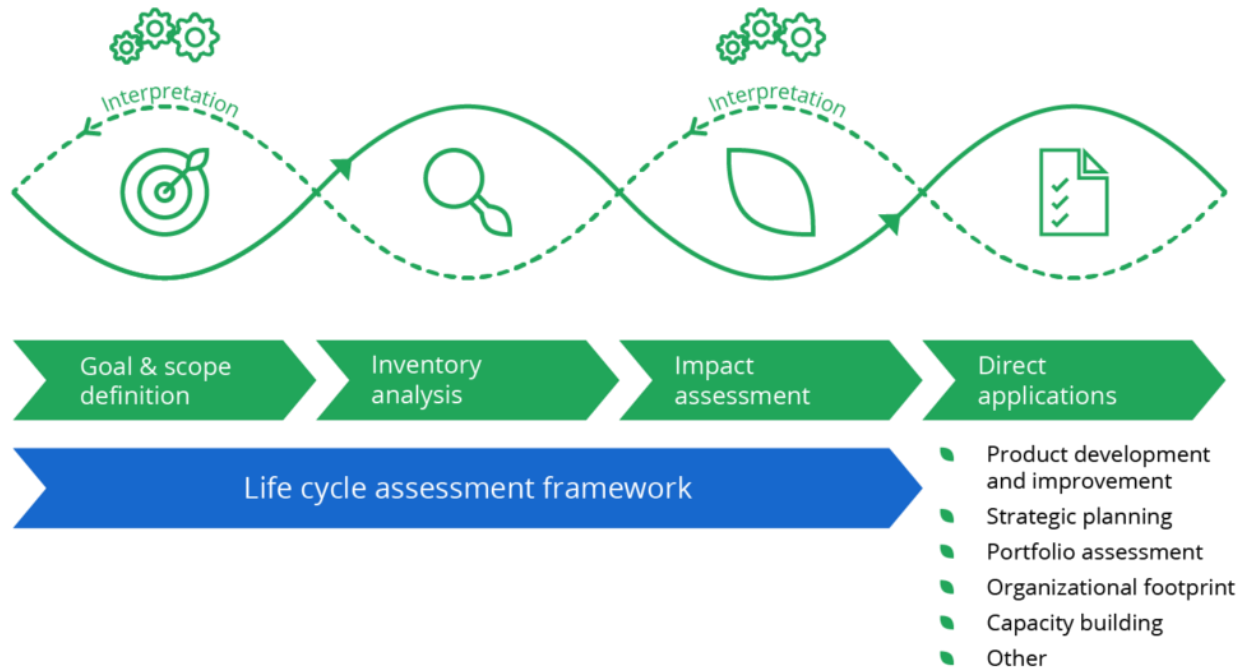 Interpretation
Interpretation
Goal & scope
definition
Inventory
analysis
Impact
assessment
Direct
applications
Life cycle assessment framework
Product development
and improvement
Strategic planning
Portfolio assessment
Organizational footprint
Capacity building
Other